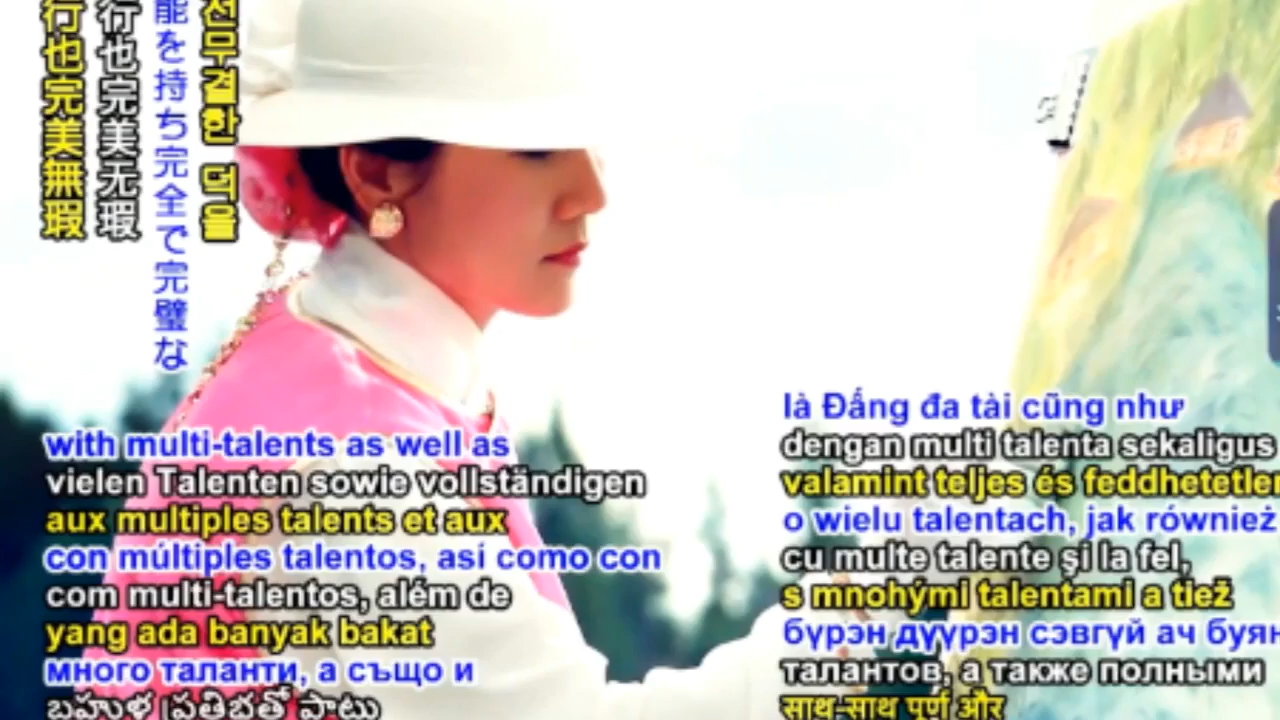 行也完美無瑕
行也完美无瑕
能を持ち完全で完璧な
전무결한 덕을
with multi-talents as well as
vielen Talenten sowie vollständigen
aux multiples talents et aux
con múltiples talentos, así como con
com multi-talentos, além de
yang ada banyak bakat
много таланти, а също и
బహుళ ప్రతిభతో పాటు
là Đấng đa tài cũng như
dengan multi talenta sekaligus
valamint teljes és feddhetetlen
o wielu talentach, jak również
cu multe talente şi la fel,
s mnohými talentami a tiež
бүрэн дүүрэн сэвгүй ач буян
талантов, а также полными
साथ-साथ पूर्ण और